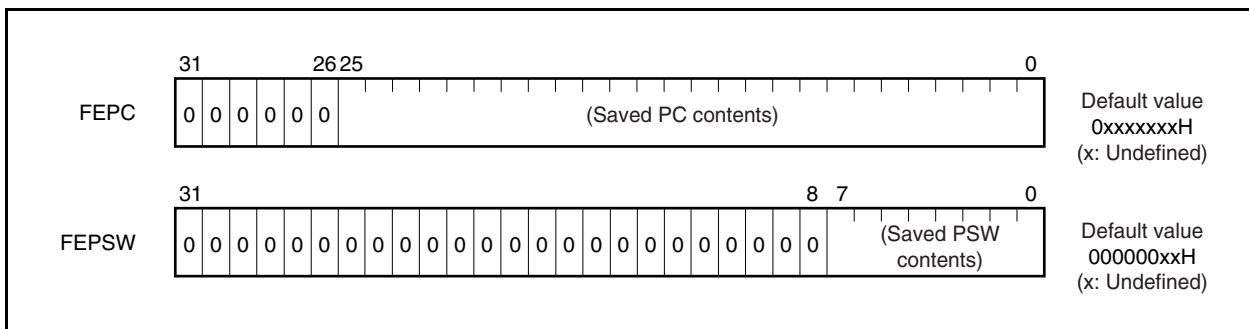 31 26 25 0
FEPC 0 0 0 0 0 0 (Saved PC contents) Default value
0xxxxxxxH
(x: Undefined)
31 8 7 0
FEPSW 0 0 0 0 0 0 0 0 0 0 0 0 0 0 0 0 0 0 0 0 0 0 0 0 (Saved PSW
contents) Default value
000000xxH
(x: Undefined)